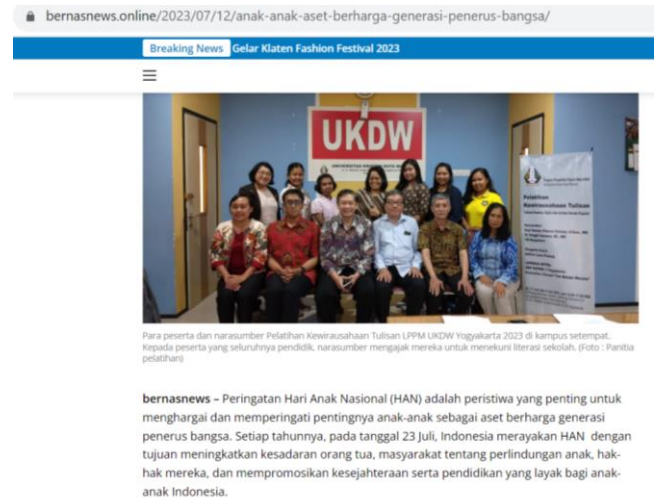 bernasnews.online/2023/07/12/anak-anak-aset-berharga-generasi-penerus-bangsa/
Breaking News Gelar Klaten Fashion Festival 2023
UKDW
Pelatihan
Kewirausahaan Tulisan
Para peserta dan narasumber Pelatihan Kewirausahaan Tulisan LPPM UKDW Yogyakarta 2023 di kampus setempat.
Kepada peserta yang seluruhnya pendidik, narasumber mengajak mereka untuk menekuni literasi sekolah. (Foto : Panitia
pelatihan)
bernasnews – Peringatan Hari Anak Nasional (HAN) adalah peristiwa yang penting untuk
menghargai dan memperingati pentingnya anak-anak sebagai aset berharga generasi
penerus bangsa. Setiap tahunnya, pada tanggal 23 Juli, Indonesia merayakan HAN dengan
tujuan meningkatkan kesadaran orang tua, masyarakat tentang perlindungan anak, hak-
hak mereka, dan mempromosikan kesejahteraan serta pendidikan yang layak bagi anak-
anak Indonesia.